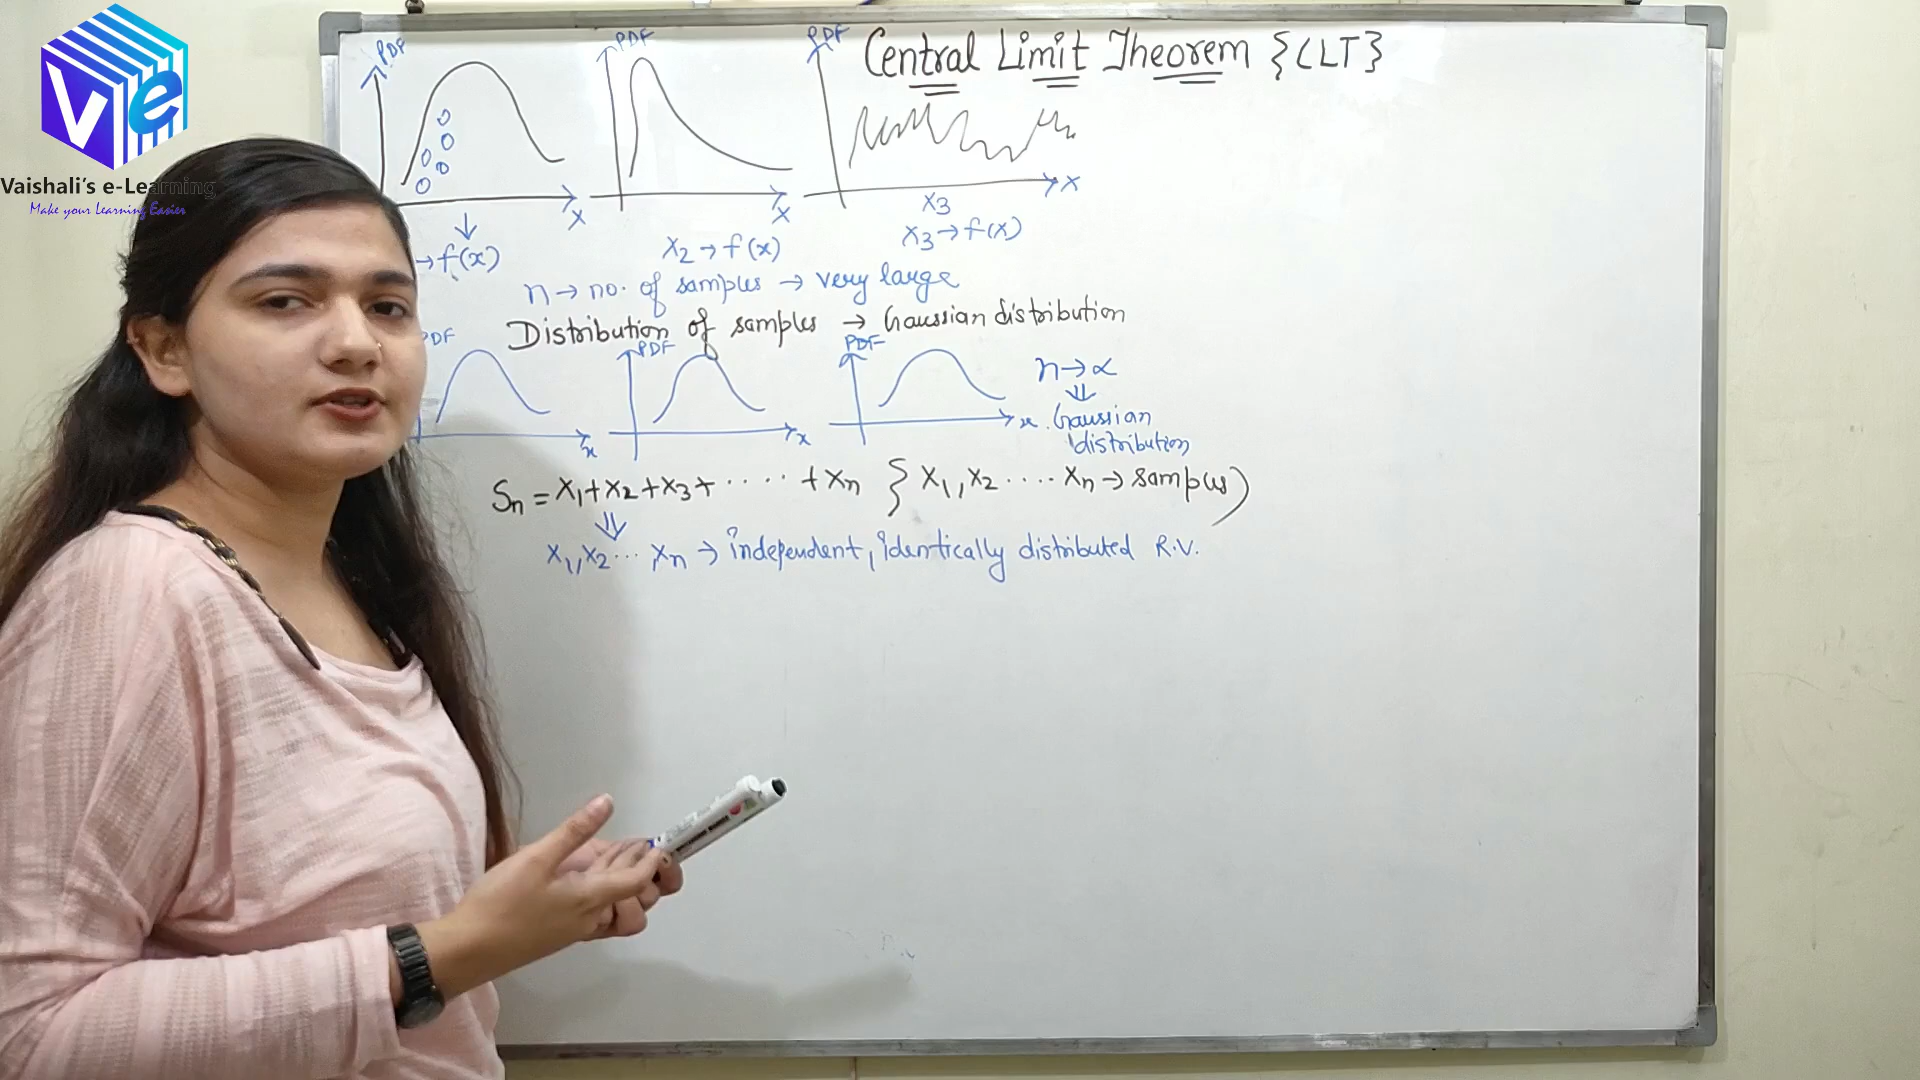 Ve
Vaishali's e-Learning
Make your Learning Easier
Central Limit Theorem {CLT}
PDF PDF PDF
X X X
X3
→f(x) X2→f(x) X3→f(x)
n→no. of samples → very large
Distribution of samples → Gaussian distribution
PDF PDF PDF
n→∝
⇓
x x x Gaussian
distribution
Sn = X1+X2+X3+ ····· + Xn } X1,X2 ···· Xn → samples)
⇓
X1,X2 ··· ,Xn → independent, identically distributed R.V.